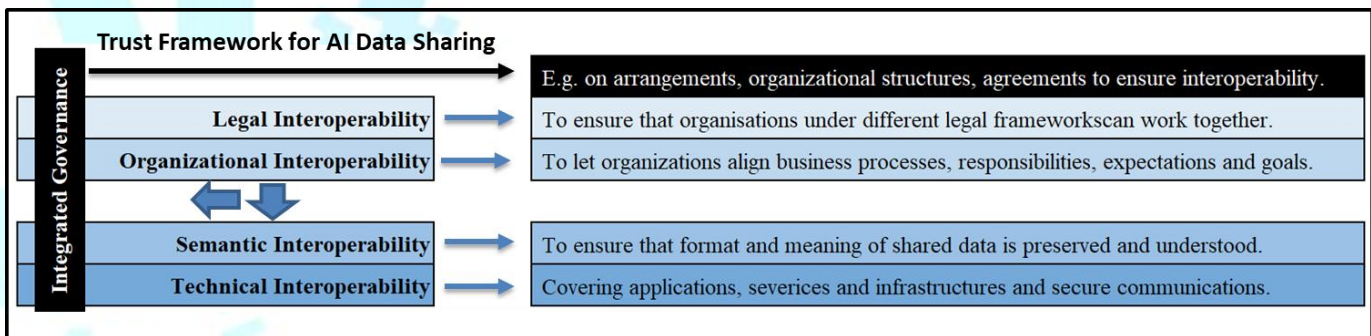 Trust Framework for AI Data Sharing
Integrated Governance
E.g. on arrangements, organizational structures, agreements to ensure interoperability.
Legal Interoperability
To ensure that organisations under different legal frameworkscan work together.
Organizational Interoperability
To let organizations align business processes, responsibilities, expectations and goals.
Semantic Interoperability
To ensure that format and meaning of shared data is preserved and understood.
Technical Interoperability
Covering applications, severices and infrastructures and secure communications.